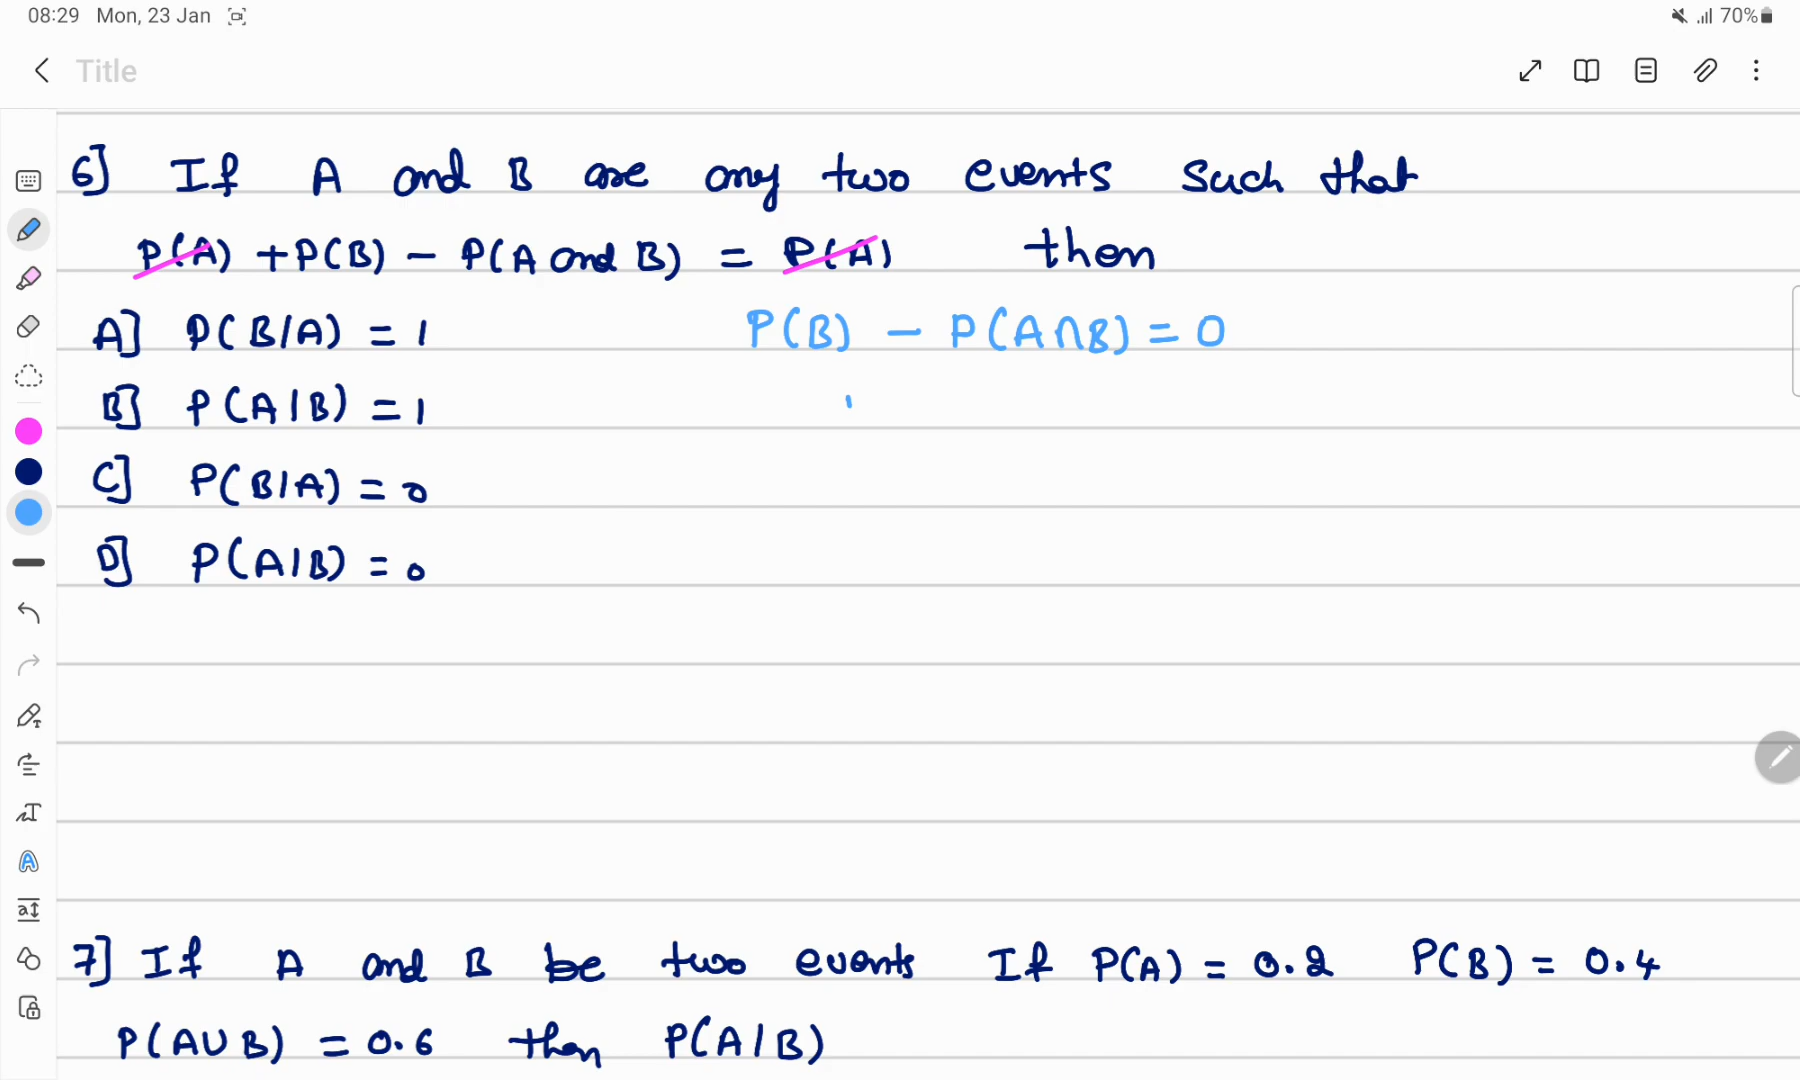 08:29 Mon, 23 Jan 70%
Title
6] If A and B are any two events such that
P(A) + P(B) - P(A and B) = P(A) then
A] P(B/A) = 1 P(B) - P(A∩B) = 0
B] P(A|B) = 1
C] P(B|A) = 0
D] P(A|B) = 0
7] If A and B be two events If P(A) = 0.2 P(B) = 0.4
P(A∪B) = 0.6 then P(A/B)